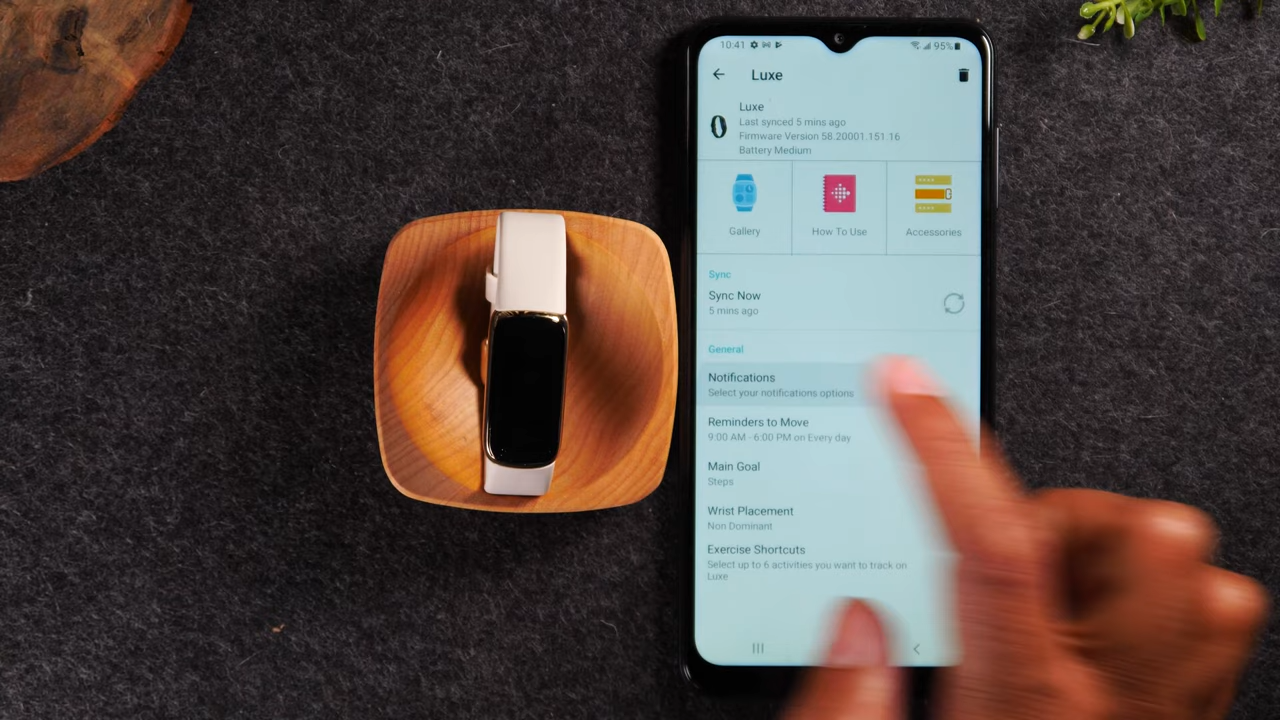 10:41 95%
Luxe
Luxe
Last synced 5 mins ago
Firmware Version 58.20001.151.16
Battery Medium
Gallery How To Use Accessories
Sync
Sync Now
5 mins ago
General
Notifications
Select your notifications options
Reminders to Move
9:00 AM - 6:00 PM on Every day
Main Goal
Steps
Wrist Placement
Non Dominant
Exercise Shortcuts
Select up to 6 activities you want to track on
Luxe